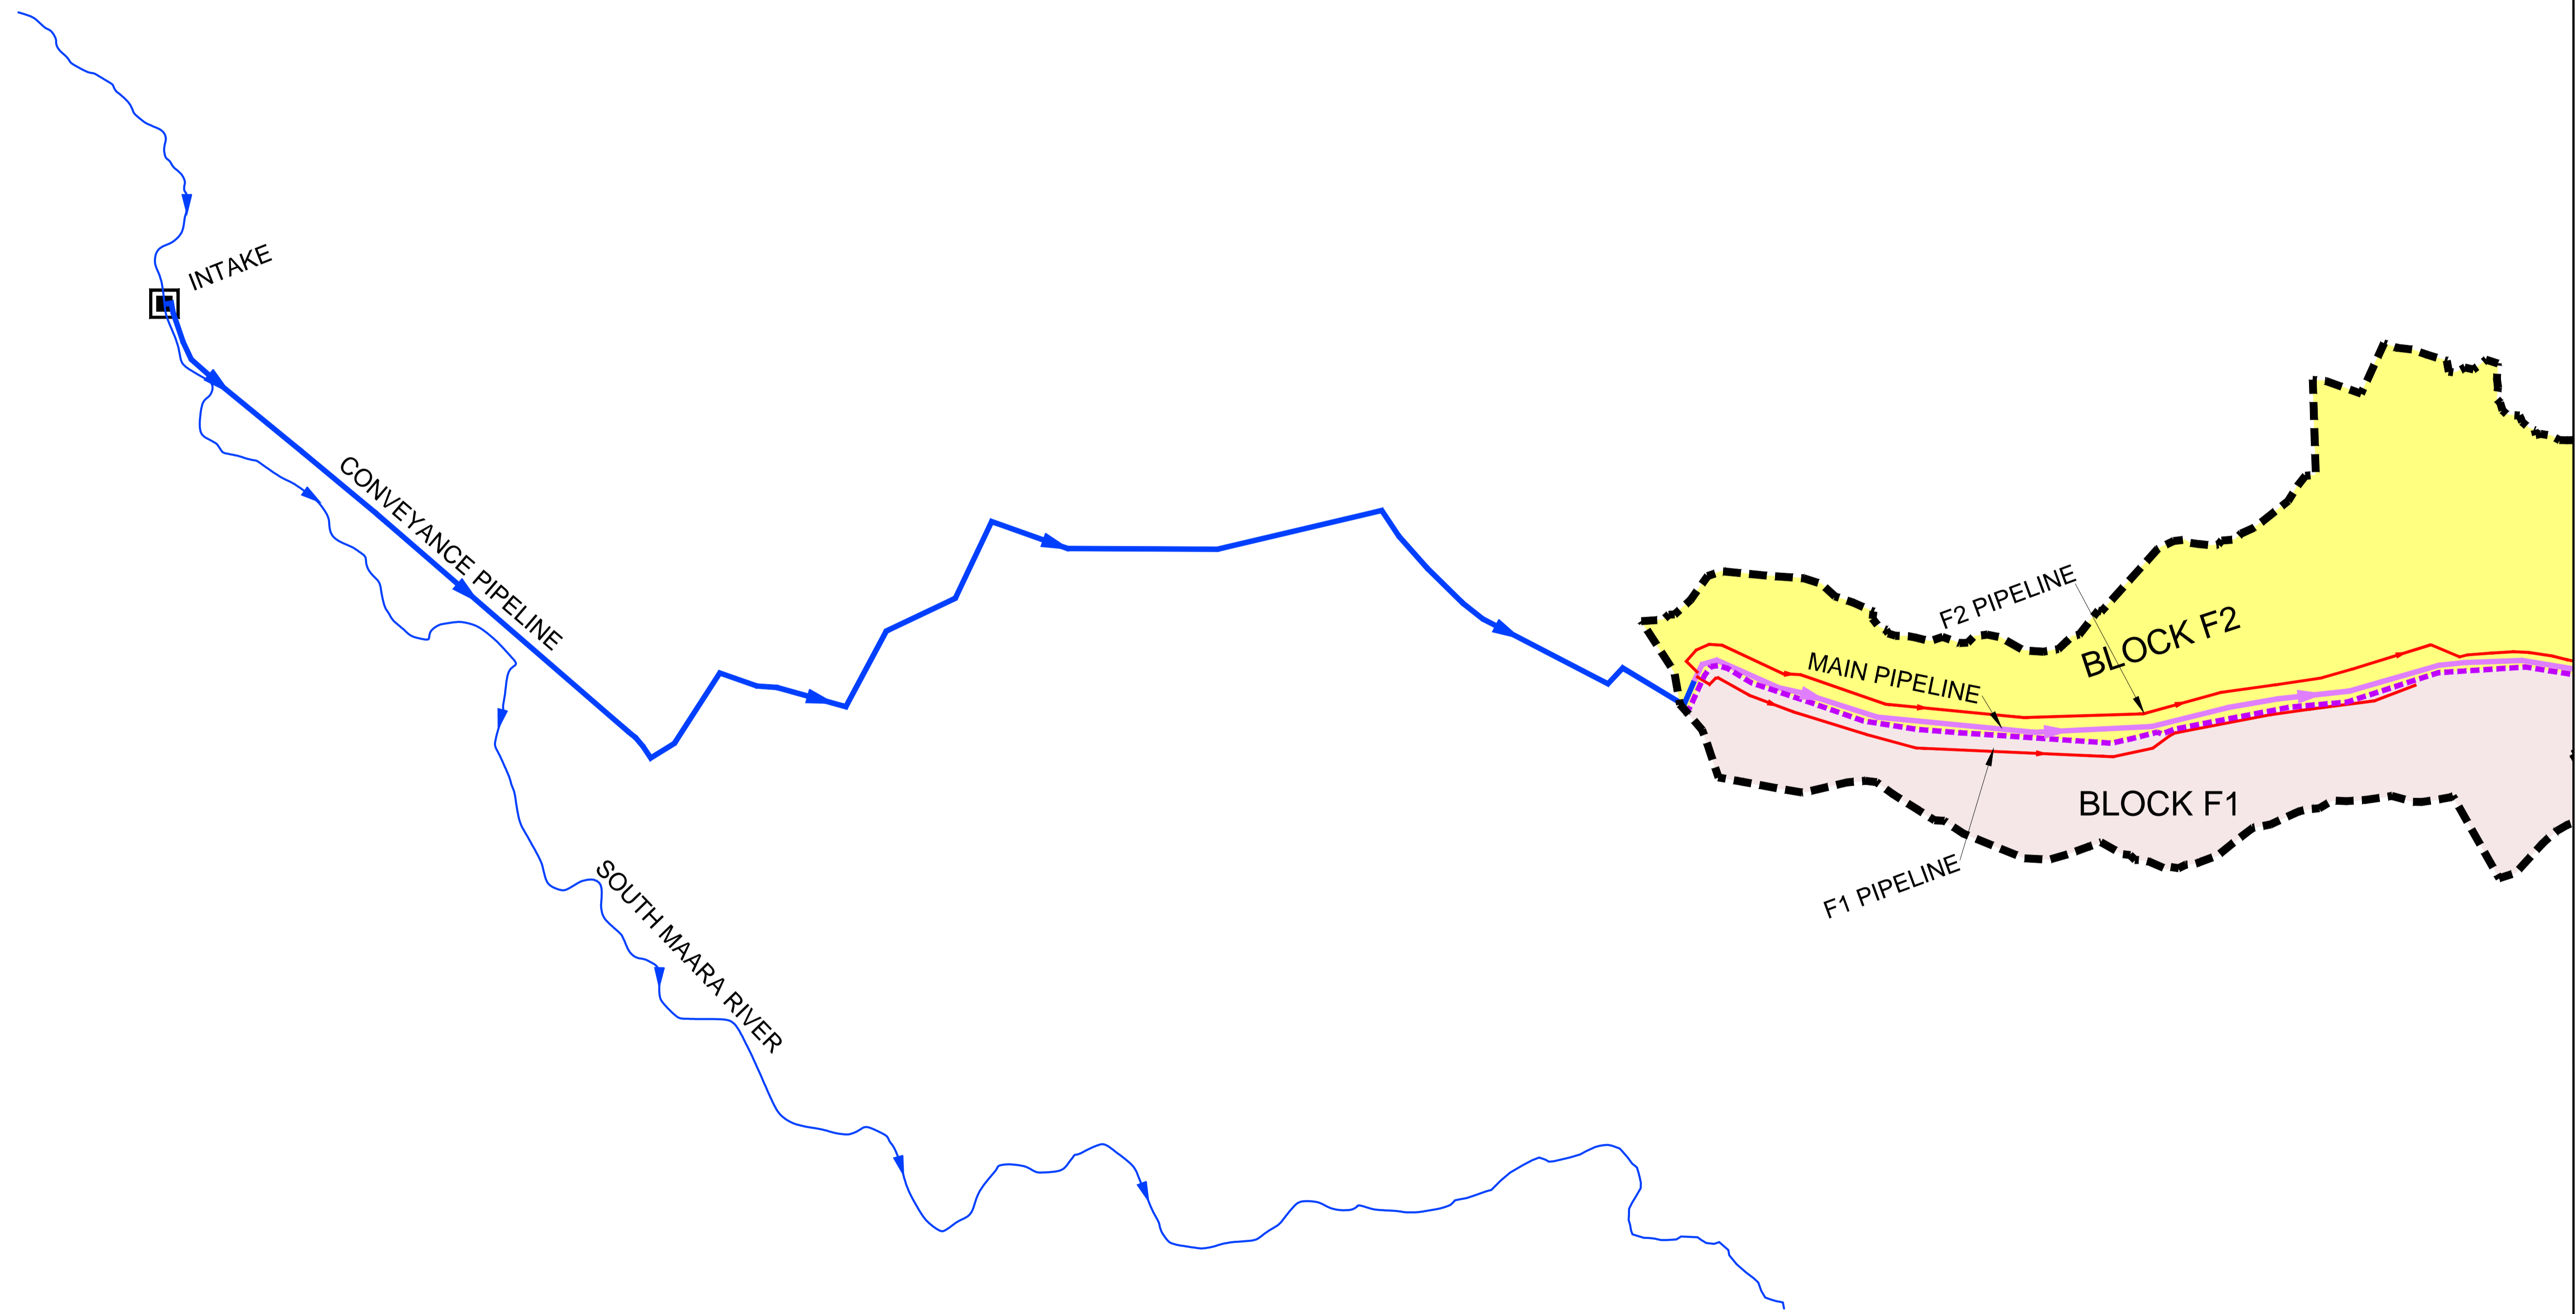 INTAKE
CONVEYANCE PIPELINE
F2 PIPELINE
BLOCK F2
MAIN PIPELINE
BLOCK F1
F1 PIPELINE
SOUTH MAARA RIVER